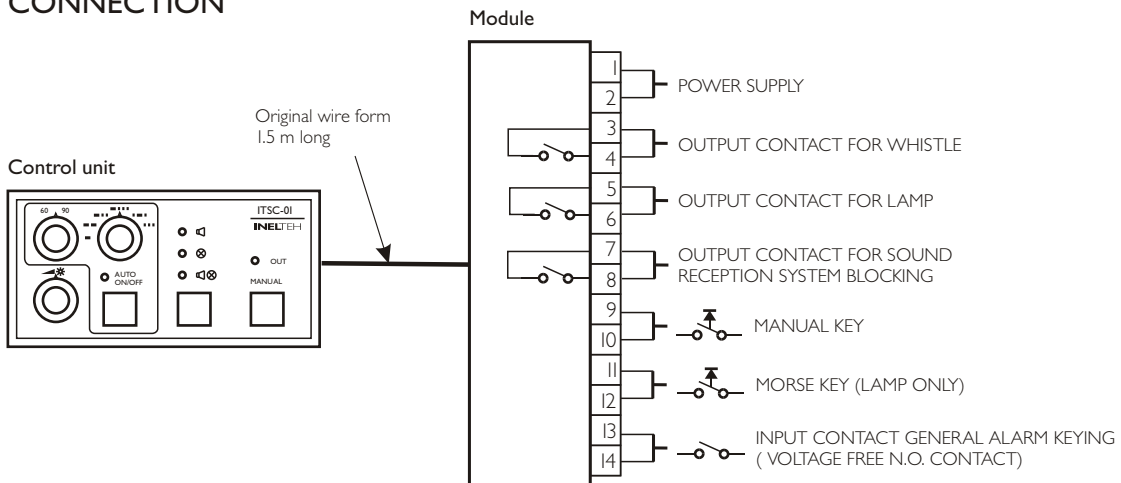 CONNECTION
Module
Original wire form
1.5 m long
Control unit
60 90
ITSC-01
INELTEH
OUT
AUTO
ON/OFF
MANUAL
1
2
3
4
5
6
7
8
9
10
11
12
13
14
POWER SUPPLY
OUTPUT CONTACT FOR WHISTLE
OUTPUT CONTACT FOR LAMP
OUTPUT CONTACT FOR SOUND
RECEPTION SYSTEM BLOCKING
MANUAL KEY
MORSE KEY (LAMP ONLY)
INPUT CONTACT GENERAL ALARM KEYING
( VOLTAGE FREE N.O. CONTACT)